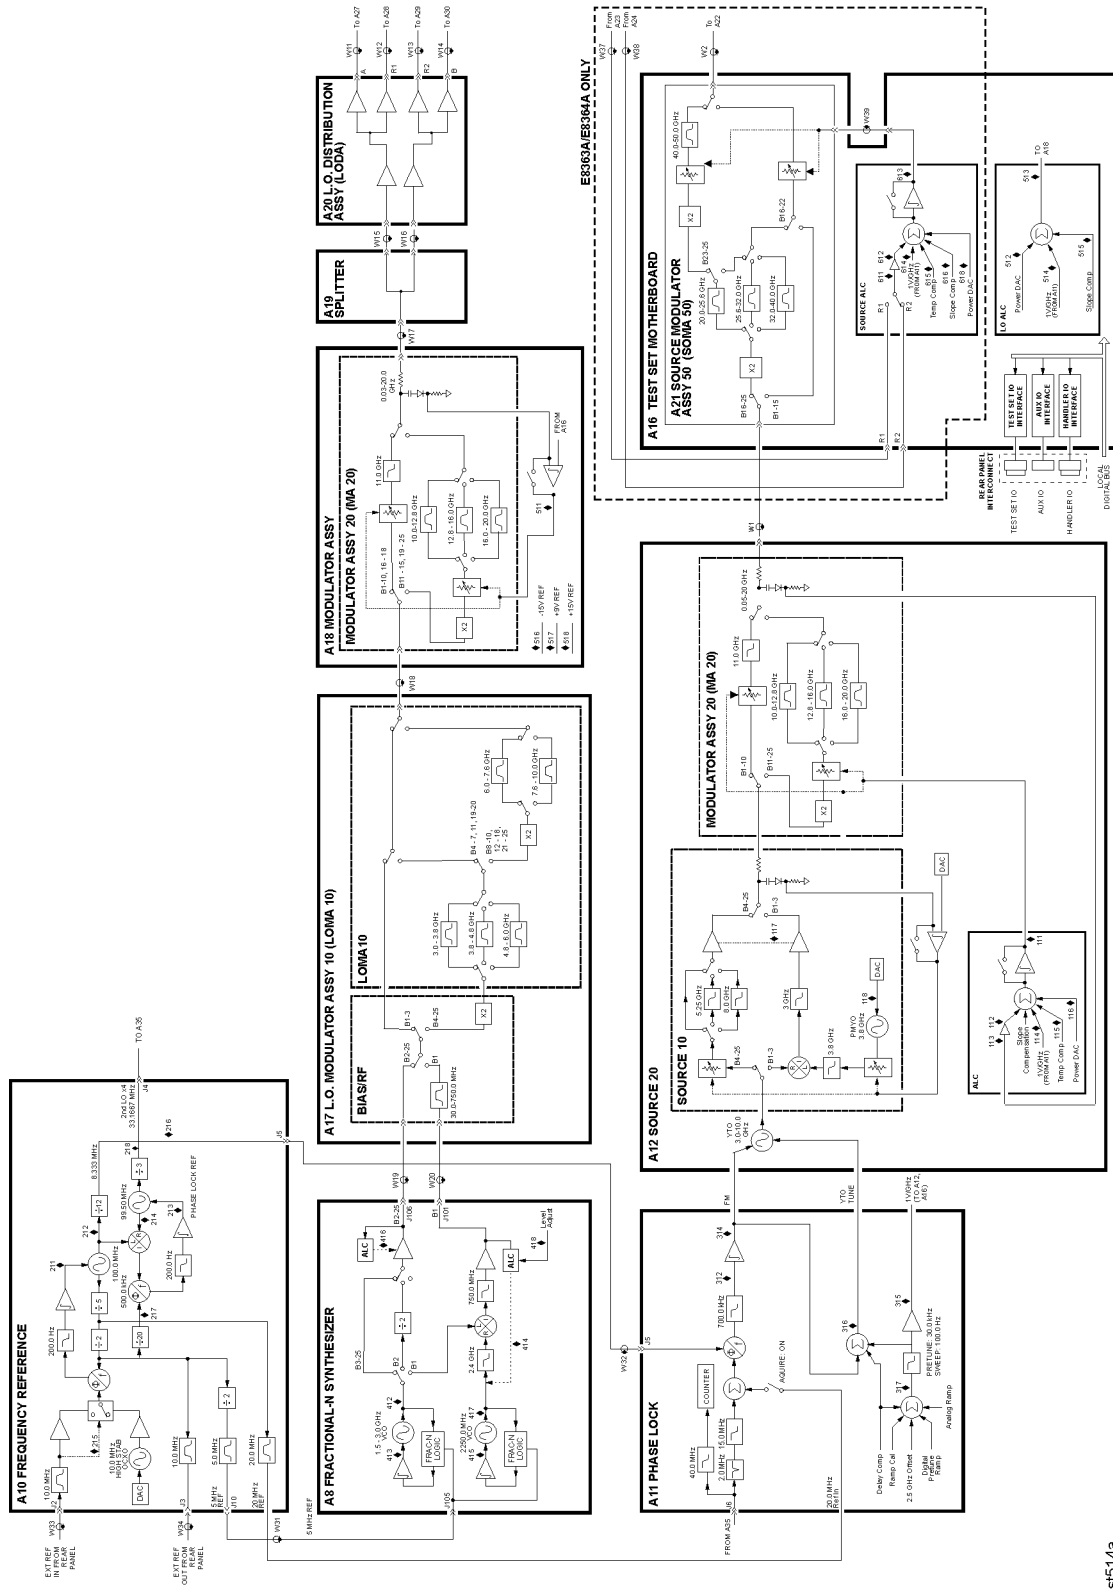 A10 FREQUENCY REFERENCE
EXT REF
IN FROM
REAR
PANEL
W33
J2
10.0 MHz
215
10.0 MHz
HIGH STAB
OCXO
DAC
EXT REF
OUT FROM
REAR
PANEL
W34
J3
10.0 MHz
5 MHz
REF
J10
5.0 MHz
÷ 2
20 MHz
REF
20.0 MHz
W31
5 MHz REF
Φ f
200.0 Hz
÷ 2
÷ 5
÷20
211
212
100.0 MHz
500.0 kHz
217
Φ f
L R I
÷12
8.333 MHz
99.50 MHz
214
÷ 3
218
2nd LO x4
33.1667 MHz
J4
TO A35
200.0 Hz
213
PHASE LOCK REF
216
J5
A8 FRACTIONAL-N SYNTHESIZER
J105
413
1.5 -3.0 GHz
VCO
412
FRAC-N
LOGIC
B3-25
B2
B1
÷ 2
ALC
416
B2-25
J106
W19
415
2250.0 MHz
VCO
417
FRAC-N
LOGIC
2.4 GHz
L R I
750.0 MHz
ALC
414
418
Level
Adjust
B1
J101
W20
A11 PHASE LOCK
W32
J5
FROM A35
J6
40.0 MHz
COUNTER
2.0 MHz
15.0 MHz
Σ
Φ f
700.0 kHz
312
314
FM
AQUIRE: ON
20.0 MHz
Ref In
Delay Comp
Ramp Cal
2.5 GHz Offset
Digital
Pretune
Ramp
Analog Ramp
Σ
317
316
Σ
PRETUNE: 30.0 kHz
SWEEP: 100.0 Hz
315
YTO
TUNE
1V/GHz
(TO A12,
A16)
A17 L.O. MODULATOR ASSY 10 (LOMA 10)
BIAS/RF
B2-25
B1
B1-3
B4-25
30.0-750.0 MHz
X2
LOMA10
3.0 - 3.8 GHz
3.8 - 4.8 GHz
4.8 - 6.0 GHz
B4 - 7, 11, 19-20
B8 -10,
12 - 18,
21 - 25
X2
6.0 - 7.6 GHz
7.6 - 10.0 GHz
W18
A18 MODULATOR ASSY
MODULATOR ASSY 20 (MA 20)
B1-10, 16 - 18
B11 - 15, 19 - 25
X2
11.0 GHz
10.0-12.8 GHz
12.8 - 16.0 GHz
16.0 - 20.0 GHz
0.03-20.0
GHz
516
-15V REF
517
+9V REF
518
+15V REF
511
FROM
A16
W17
A19
SPLITTER
W15
W16
A20 L.O. DISTRIBUTION
ASSY (LODA)
A
R1
R2
B
W11
W12
W13
W14
To A27
To A28
To A29
To A30
A12 SOURCE 20
YTO
3.0-10.0
GHz
SOURCE 10
B4-25
B1-3
5.25 GHz
8.0 GHz
L R I
3 GHz
3.8 GHz
PMYO
3.8 GHz
118
DAC
117
B4-25
B1-3
DAC
MODULATOR ASSY 20 (MA 20)
B1-10
B11-25
X2
11.0 GHz
10.0-12.8 GHz
12.8 - 16.0 GHz
16.0 - 20.0 GHz
0.05-20 GHz
ALC
113
112
Slope
Compensation
1V/GHz
(FROM A11)
114
Temp Comp
115
Power DAC
116
Σ
111
W1
E8363A/E8364A ONLY
A16 TEST SET MOTHERBOARD
A21 SOURCE MODULATOR
ASSY 50 (SOMA 50)
B16-25
B1-15
X2
20.0-25.6 GHz
25.6-32.0 GHz
32.0-40.0 GHz
B23-25
B16-22
X2
40.0-50.0 GHz
W37
W38
From
A23
From
A24
W2
To
A22
W39
R1
R2
SOURCE ALC
R1
R2
611
612
614
1V/GHz
(FROM A11)
615
Temp Comp
616
Slope Comp
618
Power DAC
Σ
613
LO ALC
512
Power DAC
514
1V/GHz
(FROM A11)
515
Slope Comp
Σ
513
TO
A18
REAR PANEL
INTERCONNECT
TEST SET IO
AUX IO
HANDLER IO
TEST SET IO
INTERFACE
AUX IO
INTERFACE
HANDLER IO
INTERFACE
LOCAL
DIGITAL BUS
st514a